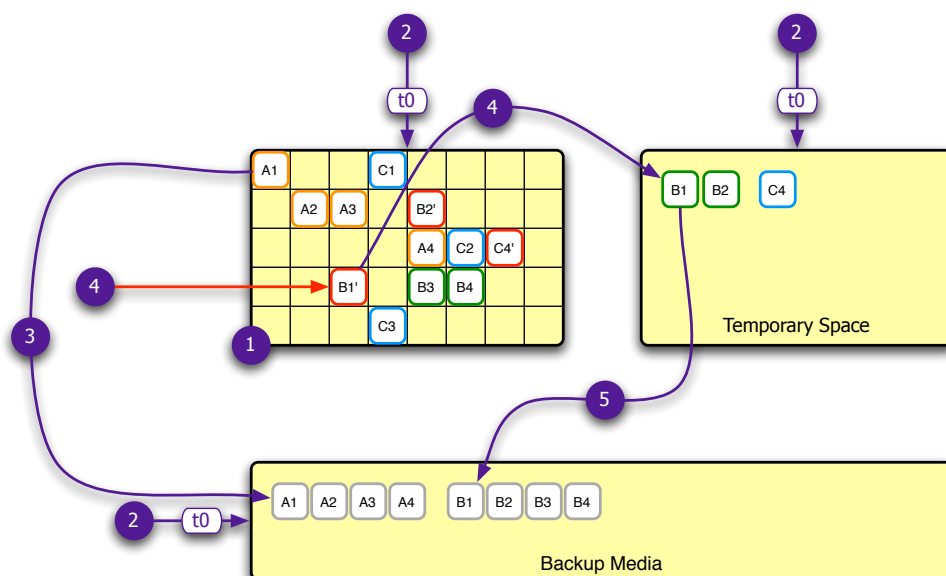 2
2
t0
t0
4
A1
C1
B1
B2
C4
A2
A3
B2'
A4
C2
C4'
4
B1'
B3
B4
Temporary Space
3
1
C3
5
A1
A2
A3
A4
B1
B2
B3
B4
2
t0
Backup Media